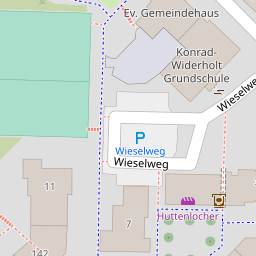 Ev. Gemeindehaus
Konrad-
Widerholt
Grundschule
Wieselweg
P
Wieselweg
Wieselweg
11
7
Huttenlocher
142